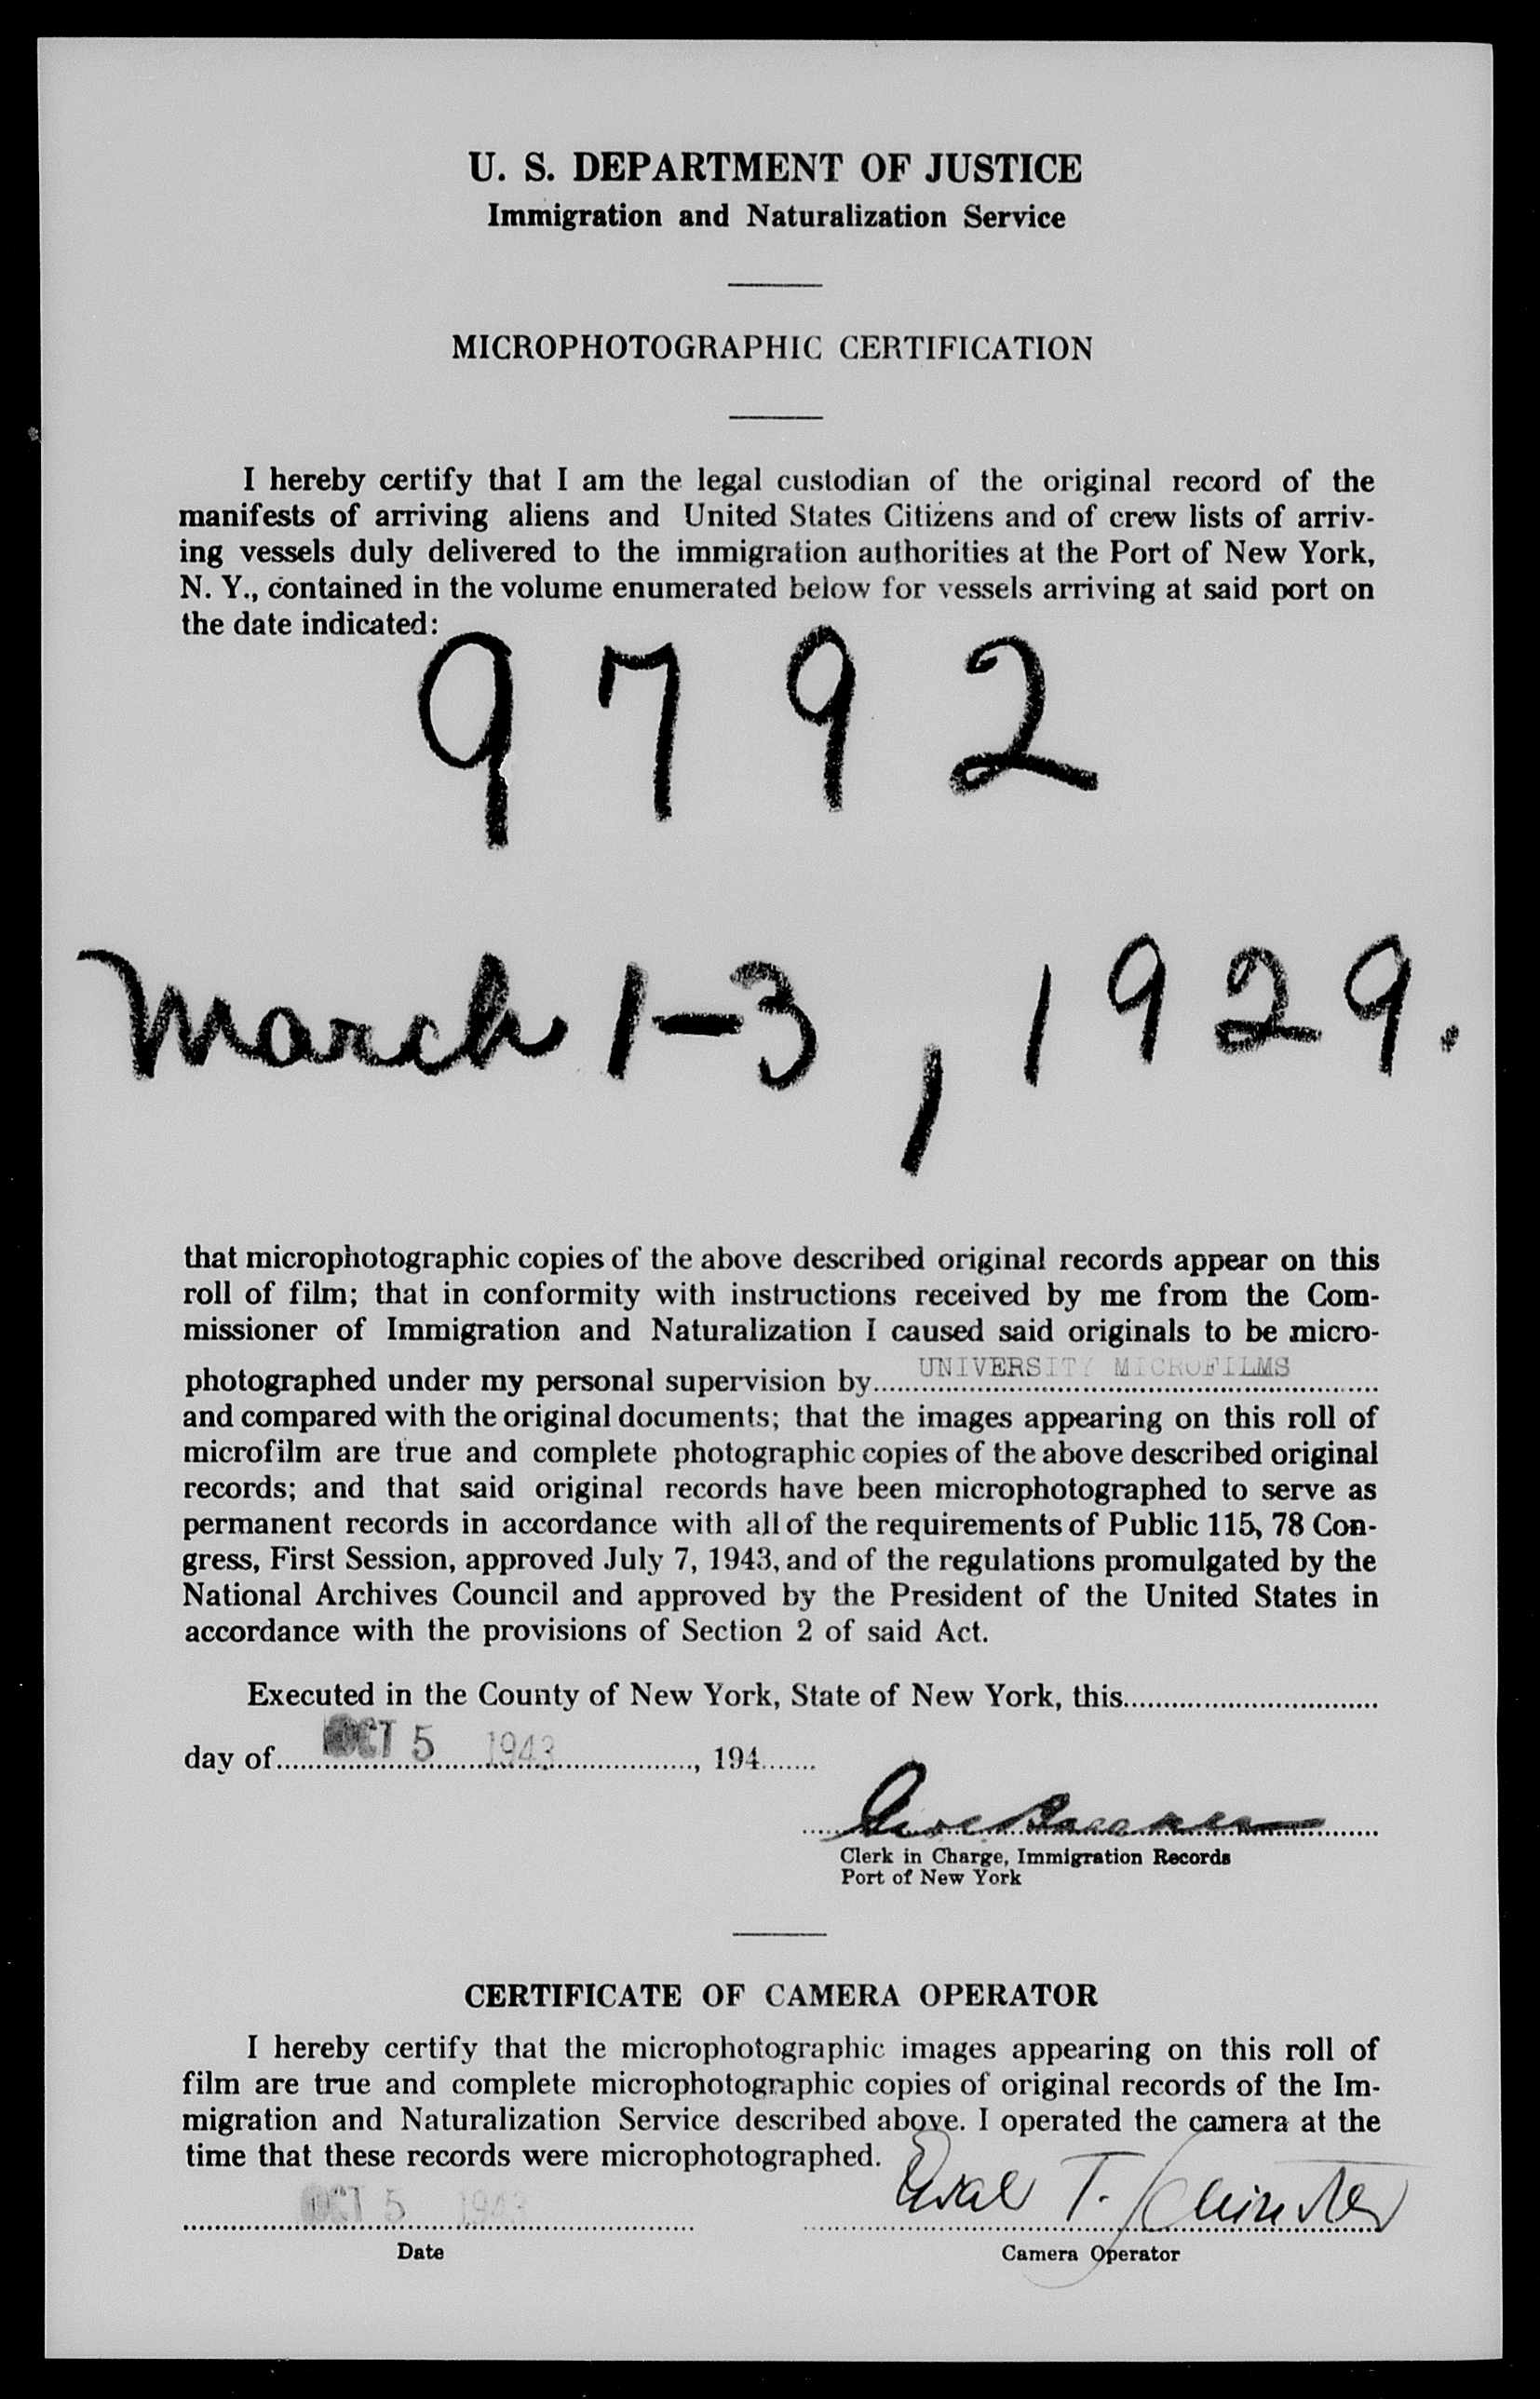 U. S. DEPARTMENT OF JUSTICE
Immigration and Naturalization Service
MICROPHOTOGRAPHIC CERTIFICATION
I hereby certify that I am the legal custodian of the original record of the
manifests of arriving aliens and United States Citizens and of crew lists of arriv-
ing vessels duly delivered to the immigration authorities at the Port of New York,
N. Y., contained in the volume enumerated below for vessels arriving at said port on
the date indicated:
9792
March 1-3, 1929.
that microphotographic copies of the above described original records appear on this
roll of film; that in conformity with instructions received by me from the Com-
missioner of Immigration and Naturalization I caused said originals to be micro-
photographed under my personal supervision by UNIVERSITY MICROFILMS
and compared with the original documents; that the images appearing on this roll of
microfilm are true and complete photographic copies of the above described original
records; and that said original records have been microphotographed to serve as
permanent records in accordance with all of the requirements of Public 115, 78 Con-
gress, First Session, approved July 7, 1943, and of the regulations promulgated by the
National Archives Council and approved by the President of the United States in
accordance with the provisions of Section 2 of said Act.
Executed in the County of New York, State of New York, this
day of OCT 5 1943, 194
Clerk in Charge, Immigration Records
Port of New York
CERTIFICATE OF CAMERA OPERATOR
I hereby certify that the microphotographic images appearing on this roll of
film are true and complete microphotographic copies of original records of the Im-
migration and Naturalization Service described above. I operated the camera at the
time that these records were microphotographed.
OCT 5 1943 T.
Date Camera Operator